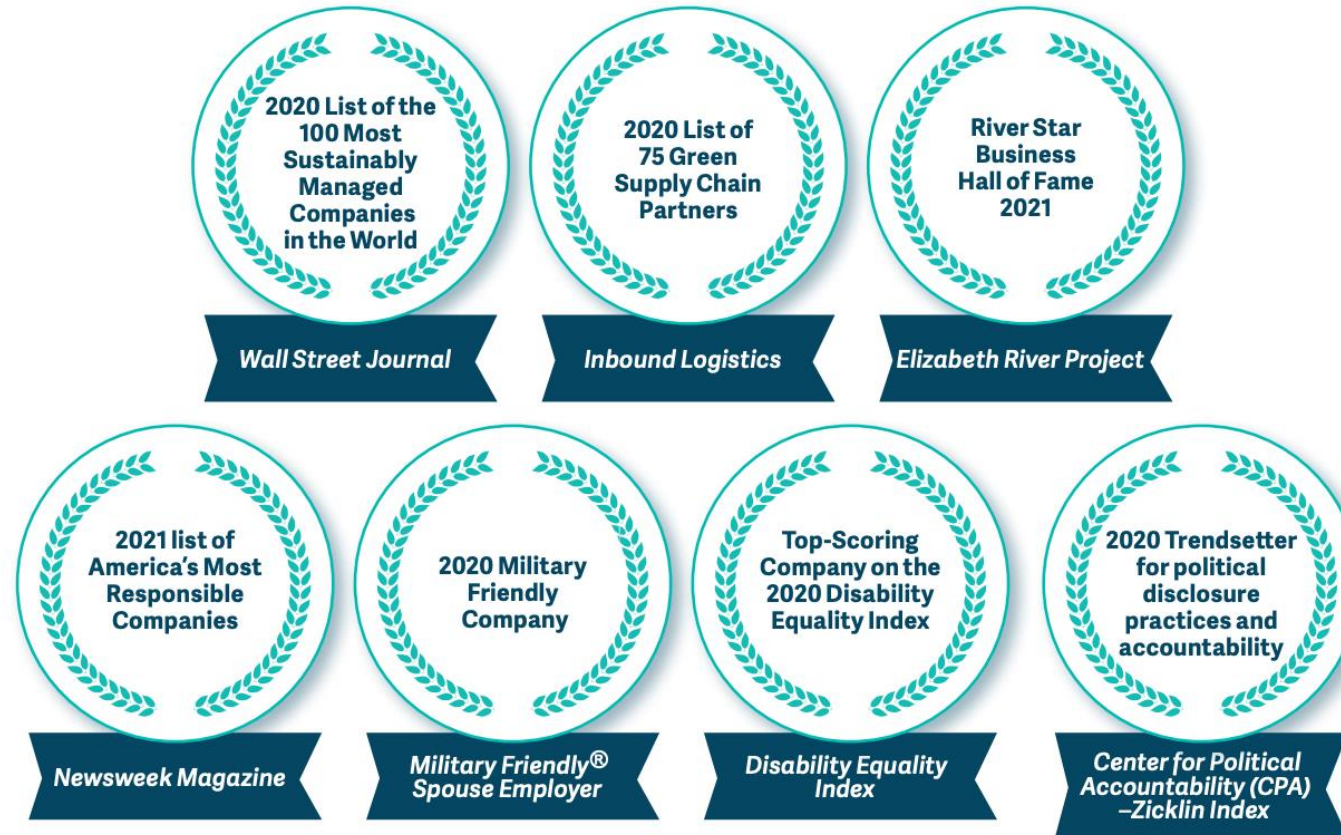 2020 List of the
100 Most
Sustainably
Managed
Companies
in the World
Wall Street Journal
2020 List of
75 Green
Supply Chain
Partners
Inbound Logistics
River Star
Business
Hall of Fame
2021
Elizabeth River Project
2021 list of
America's Most
Responsible
Companies
Newsweek Magazine
2020 Military
Friendly
Company
Military Friendly®
Spouse Employer
Top-Scoring
Company on the
2020 Disability
Equality Index
Disability Equality
Index
2020 Trendsetter
for political
disclosure
practices and
accountability
Center for Political
Accountability (CPA)
–Zicklin Index